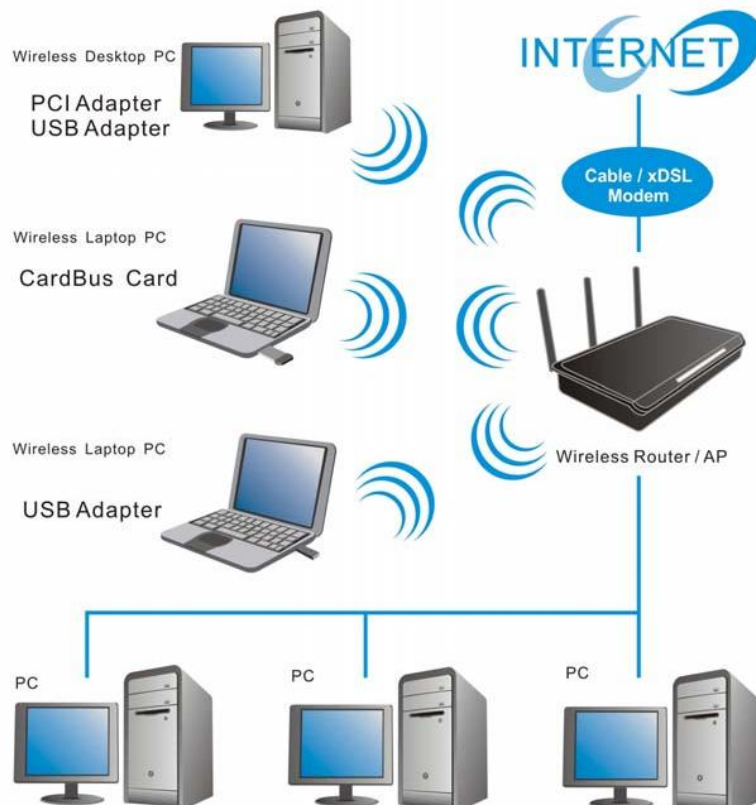 Wireless Desktop PC
PCI Adapter
USB Adapter
INTERNET
Cable / xDSL
Modem
Wireless Laptop PC
CardBus Card
Wireless Router / AP
Wireless Laptop PC
USB Adapter
PC
PC
PC